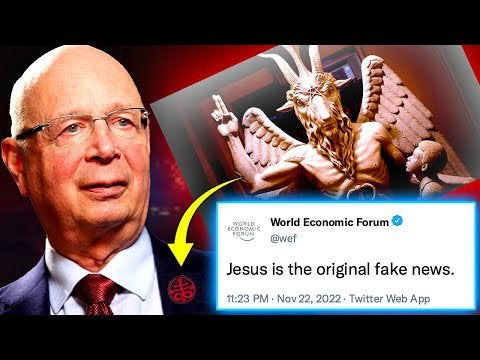 World Economic Forum
@wef
WORLD
ECONOMIC
FORUM
Jesus is the original fake news.
11:23 PM · Nov 22, 2022 · Twitter Web App